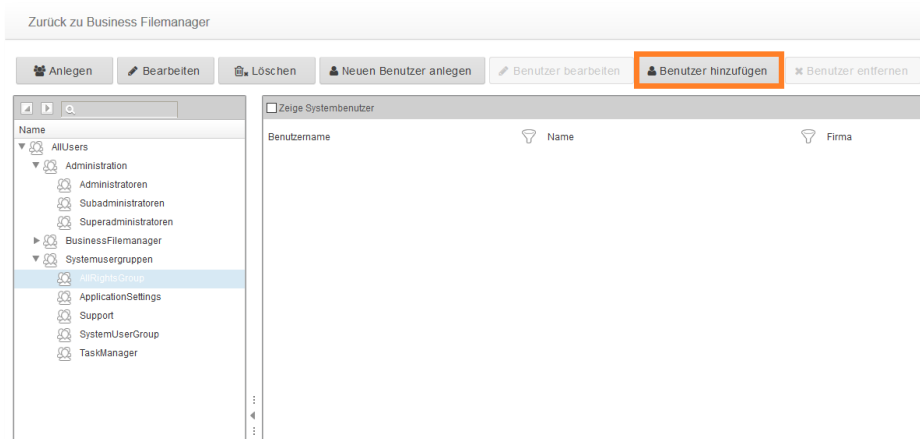 Zurück zu Business Filemanager
Anlegen Bearbeiten Löschen Neuen Benutzer anlegen Benutzer bearbeiten Benutzer hinzufügen Benutzer entfernen
Zeige Systembenutzer
Name
Benutzername Name Firma
AllUsers
Administration
Administratoren
Subadministratoren
Superadministratoren
BusinessFilemanager
Systemusergruppen
AllRightsGroup
ApplicationSettings
Support
SystemUserGroup
TaskManager